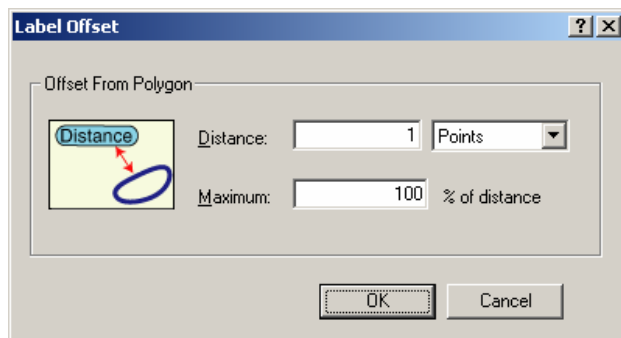 Label Offset
Offset From Polygon
Distance
Distance: 1 Points
Maximum: 100 % of distance
OK Cancel